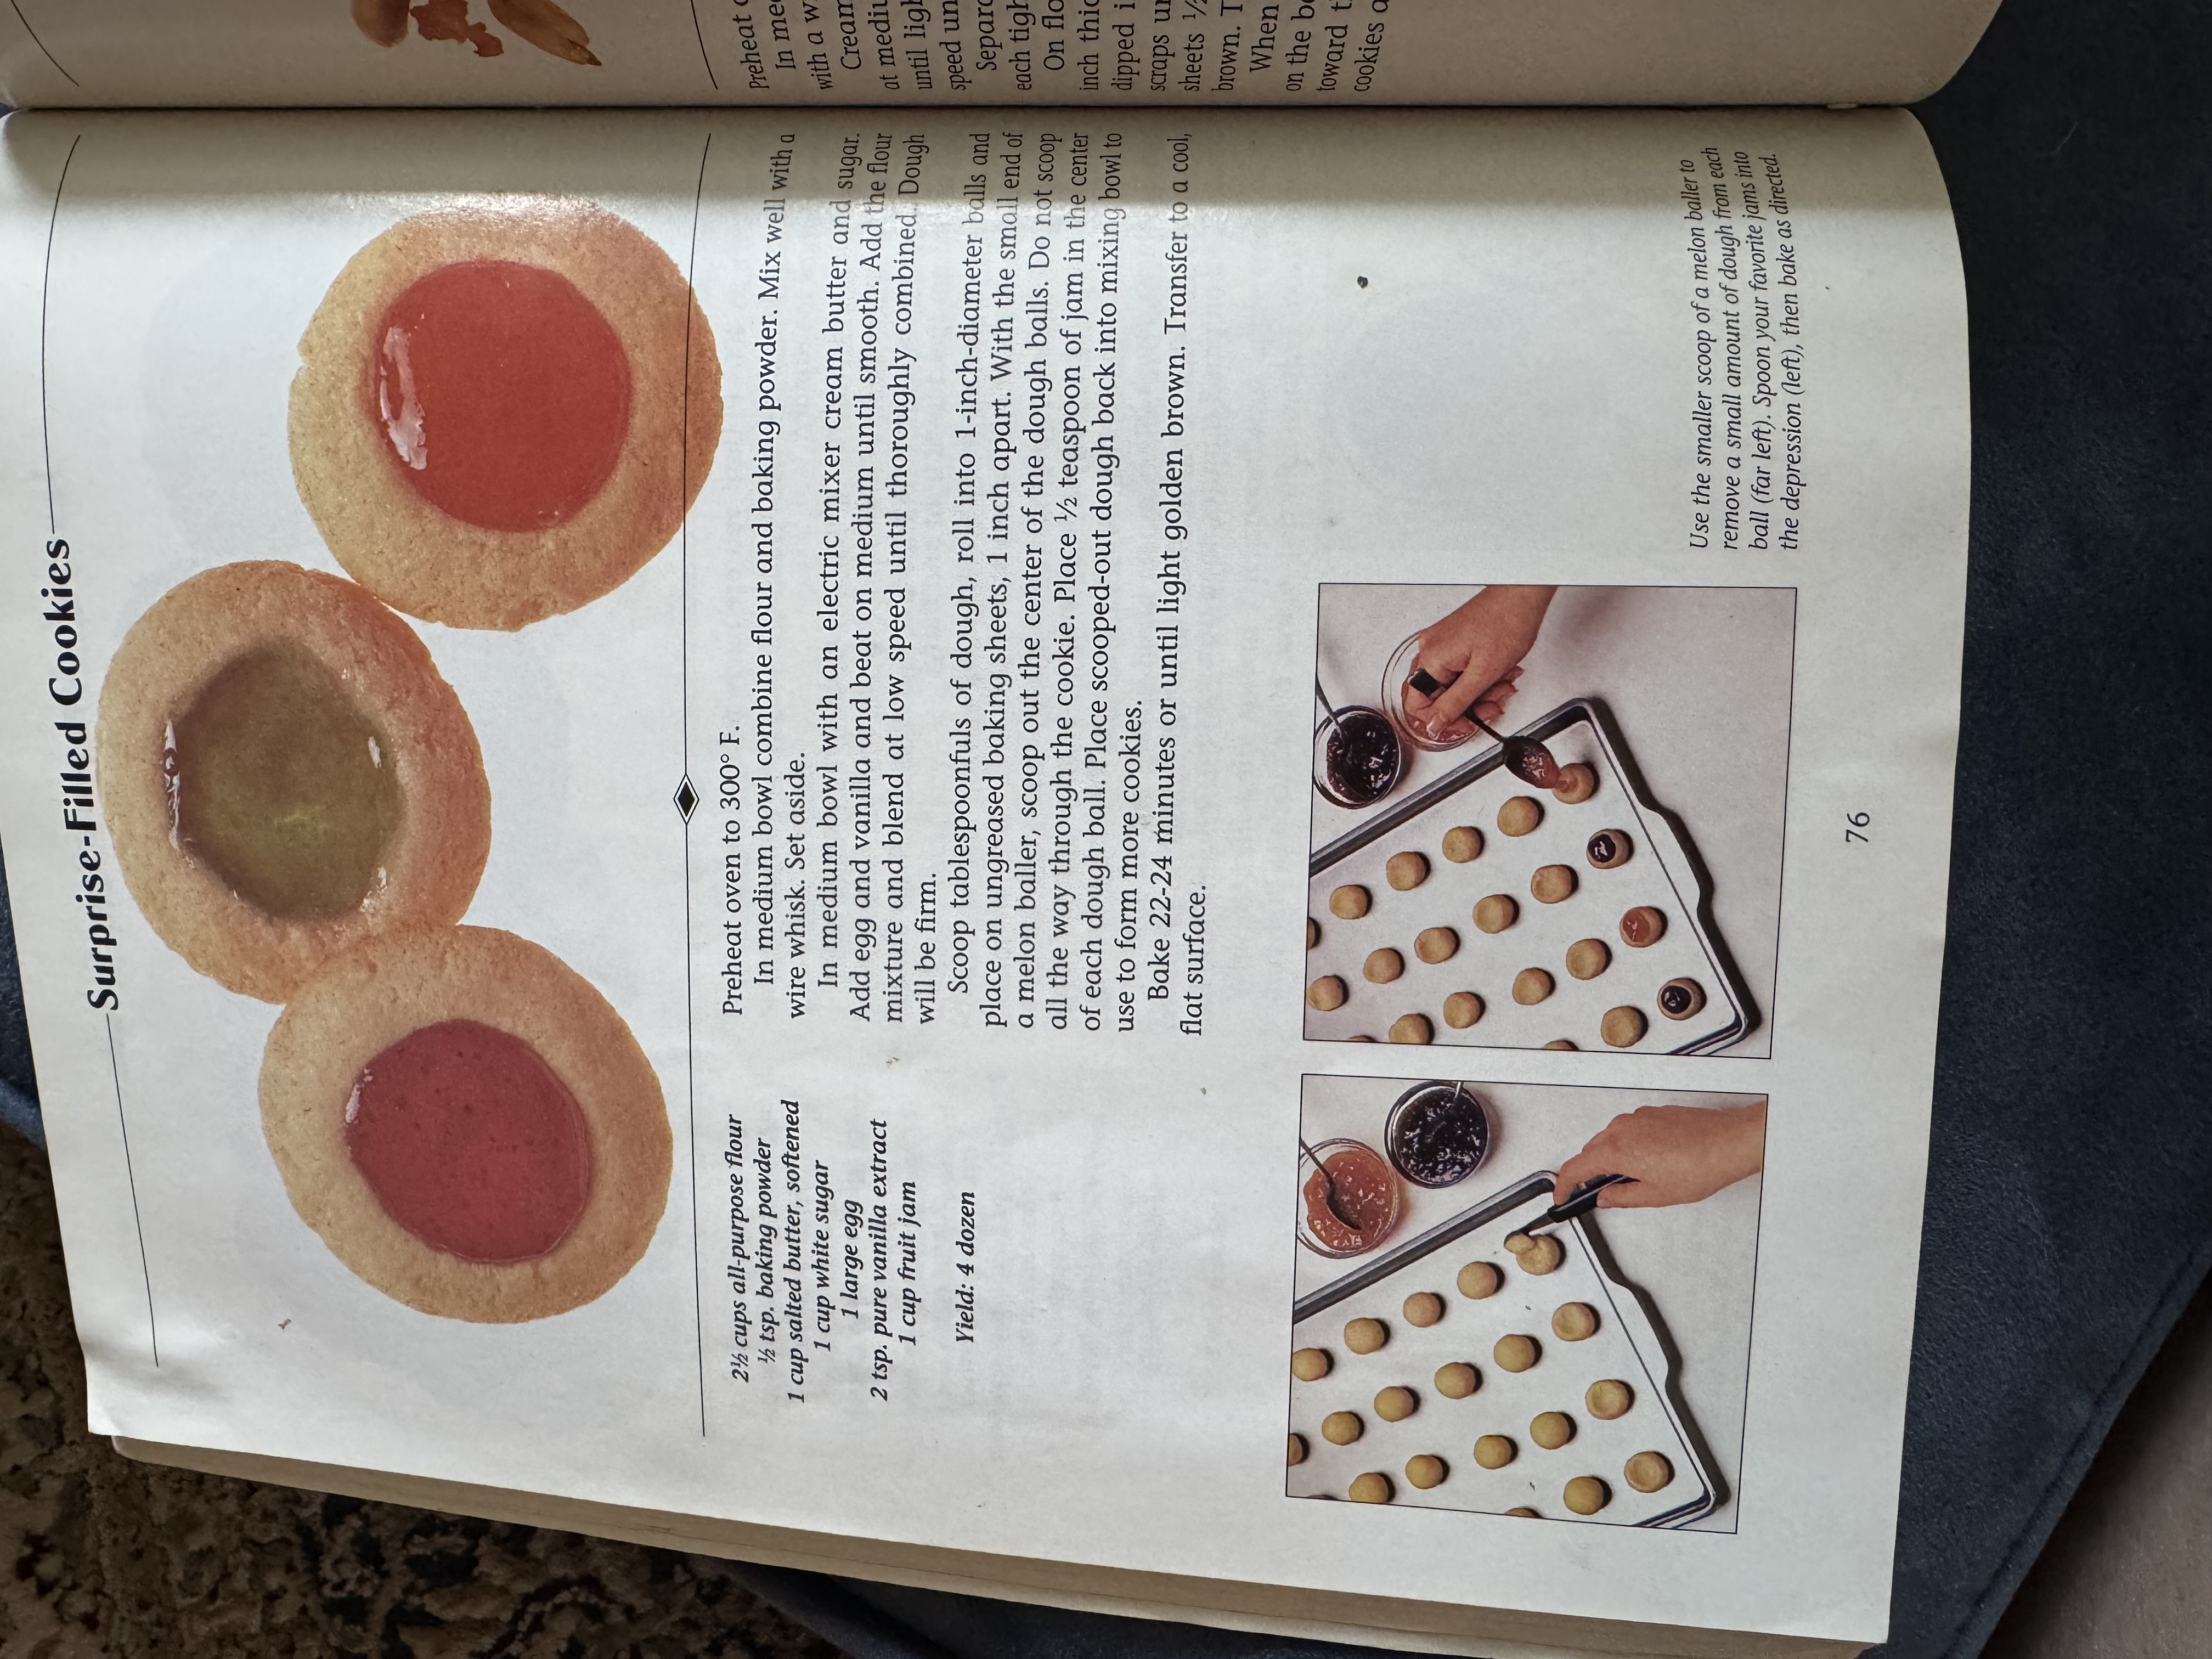 Surprise-Filled Cookies
2½ cups all-purpose flour
½ tsp. baking powder
1 cup salted butter, softened
1 cup white sugar
1 large egg
2 tsp. pure vanilla extract
1 cup fruit jam
Yield: 4 dozen
Preheat oven to 300° F.
In medium bowl combine flour and baking powder. Mix well with a
wire whisk. Set aside.
In medium bowl with an electric mixer cream butter and sugar.
Add egg and vanilla and beat on medium until smooth. Add the flour
mixture and blend at low speed until thoroughly combined. Dough
will be firm.
Scoop tablespoonfuls of dough, roll into 1-inch-diameter balls and
place on ungreased baking sheets, 1 inch apart. With the small end of
a melon baller, scoop out the center of the dough balls. Do not scoop
all the way through the cookie. Place ½ teaspoon of jam in the center
of each dough ball. Place scooped-out dough back into mixing bowl to
use to form more cookies.
Bake 22-24 minutes or until light golden brown. Transfer to a cool,
flat surface.
Use the smaller scoop of a melon baller to
remove a small amount of dough from each
ball (far left). Spoon your favorite jams into
the depression (left), then bake as directed.
76
Preheat
In
with a
Cream
at
until
speed
each
On
inch
dipped
scraps
sheets
brown.
When
on the
toward
cookies